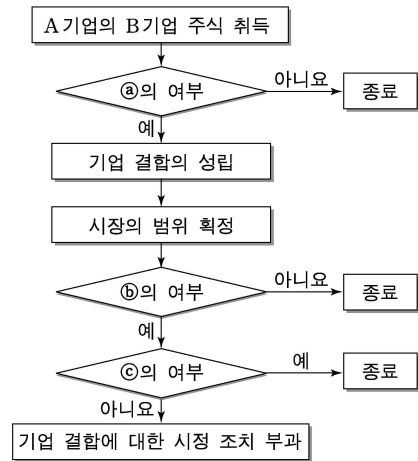 A기업의 B기업 주식 취득
ⓐ의 여부
아니요
종료
예
기업 결합의 성립
시장의 범위 획정
ⓑ의 여부
아니요
종료
예
ⓒ의 여부
예
종료
아니요
기업 결합에 대한 시정 조치 부과